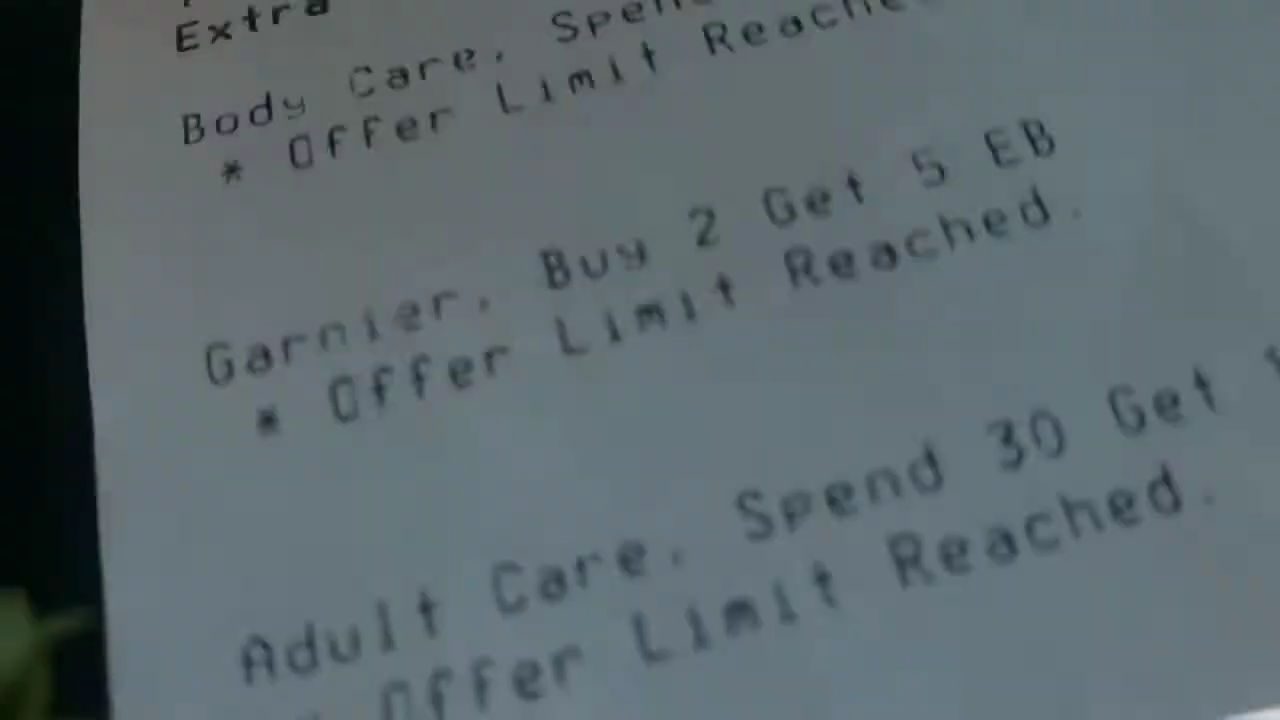 Extra
Body Care. Spen
* Offer Limit Reache
Garnier. Buy 2 Get 5 EB
* Offer Limit Reached.
Adult Care. Spend 30 Get
Offer Limit Reached.